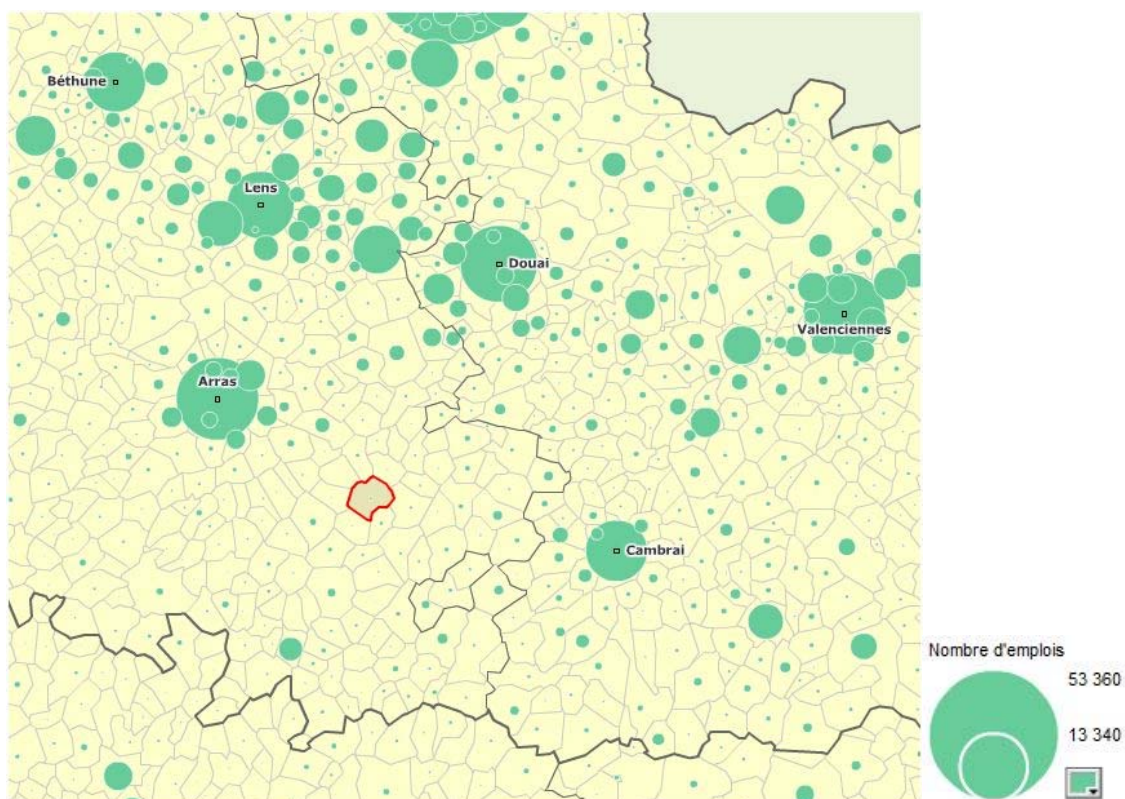 Béthune
Lens
Douai
Valenciennes
Arras
Cambrai
Nombre d'emplois
53 360
13 340